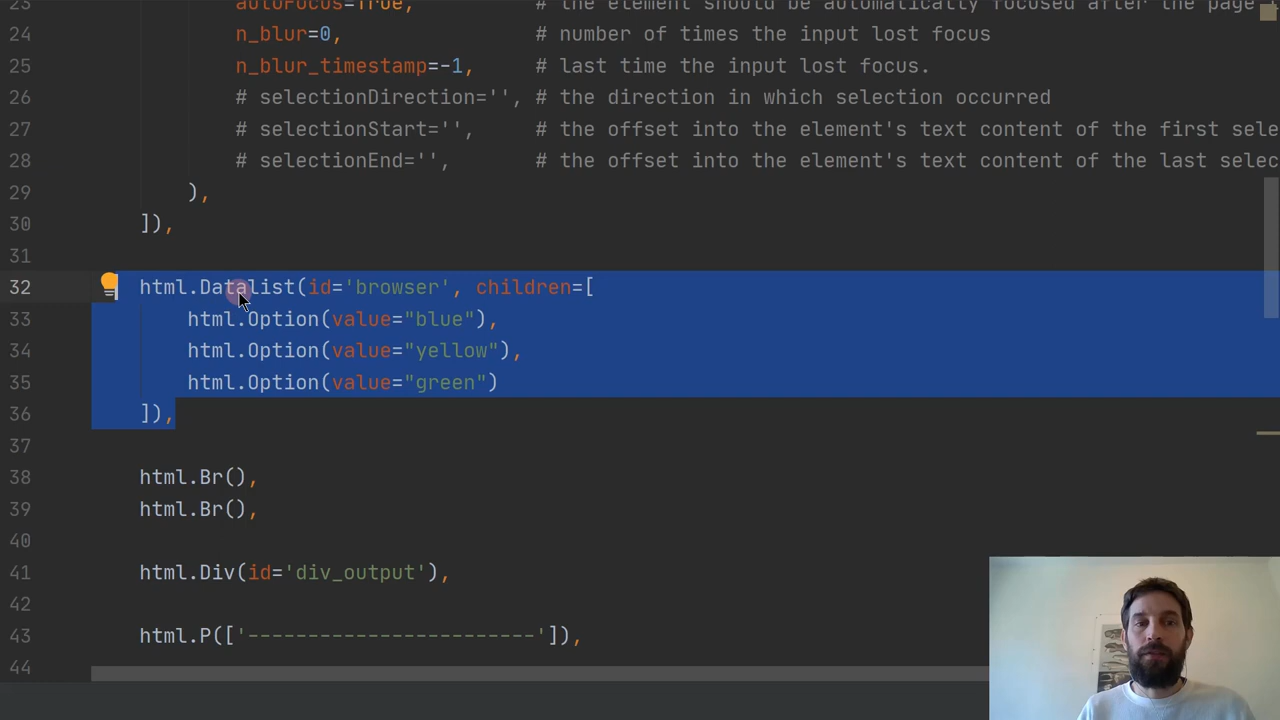 23 autoFocus=True, # the element should be automatically focused after the page
24 n_blur=0, # number of times the input lost focus
25 n_blur_timestamp=-1, # last time the input lost focus.
26 # selectionDirection='', # the direction in which selection occurred
27 # selectionStart='', # the offset into the element's text content of the first sele
28 # selectionEnd='', # the offset into the element's text content of the last selec
29 ),
30 ]),
31
32 html.Datalist(id='browser', children=[
33 html.Option(value="blue"),
34 html.Option(value="yellow"),
35 html.Option(value="green")
36 ]),
37
38 html.Br(),
39 html.Br(),
40
41 html.Div(id='div_output'),
42
43 html.P(['------------------------']),
44